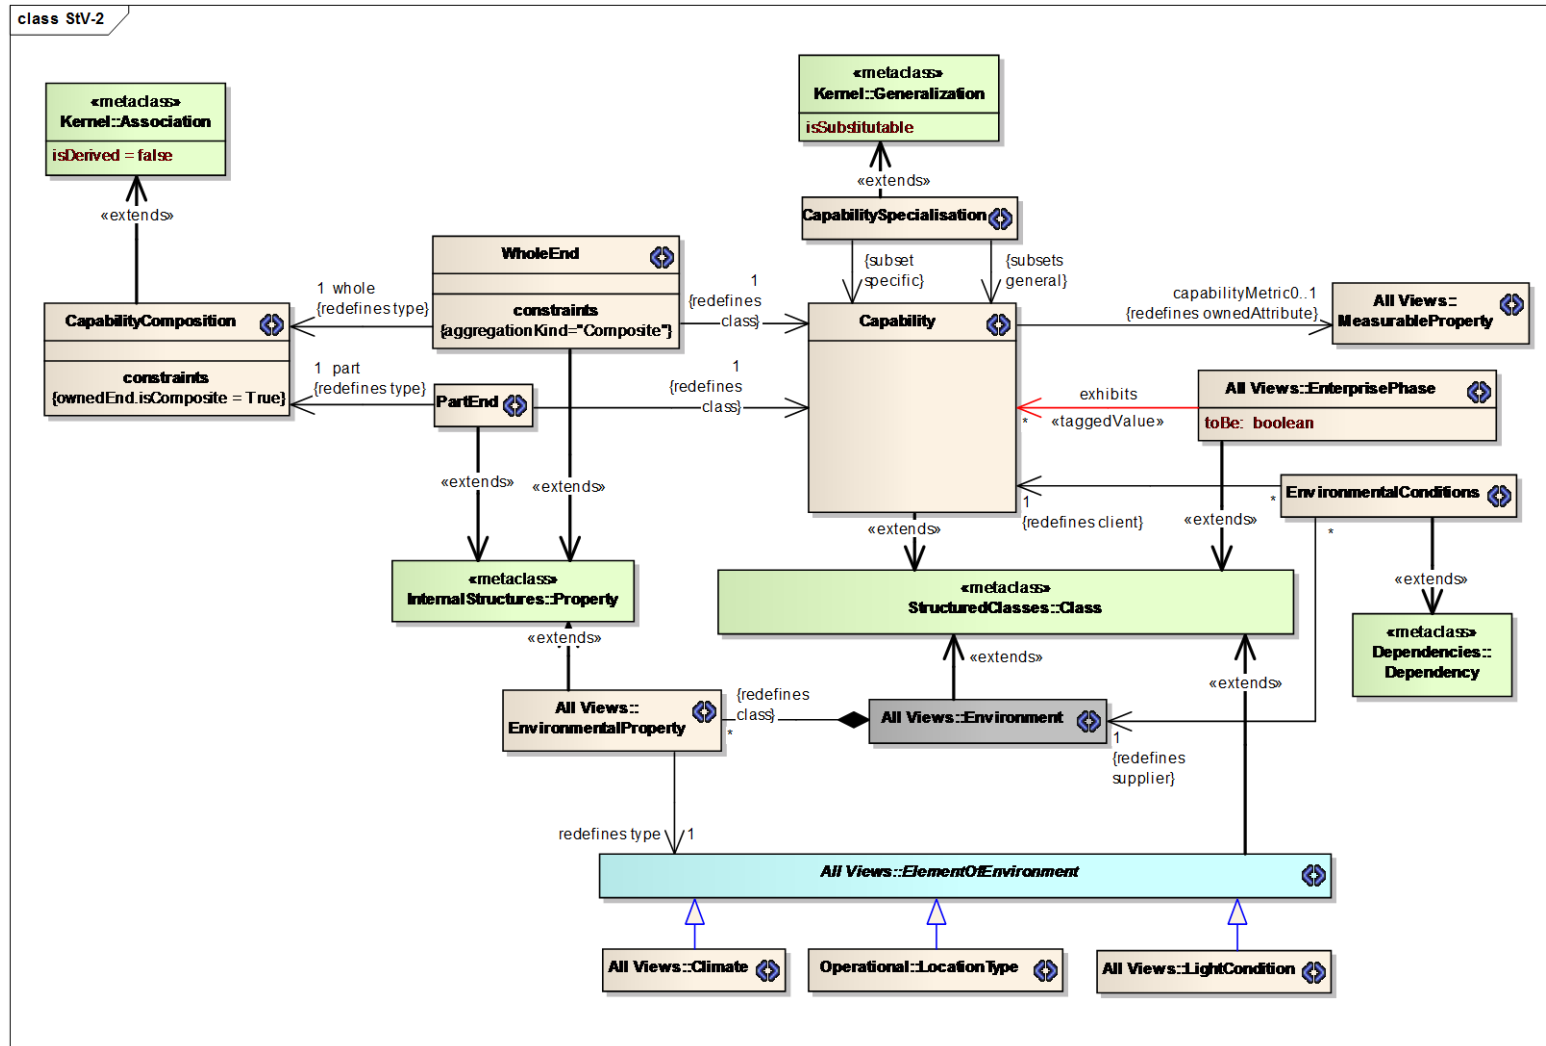 class StV-2
«metaclass»
Kernel::Association
isDerived = false
«metaclass»
Kernel::Generalization
isSubstitutable
«extends»
«extends»
CapabilitySpecialisation
WholeEnd
constraints
{aggregationKind="Composite"}
1 whole
{redefines type}
1
{redefines
class}
{subset
specific}
{subsets
general}
CapabilityComposition
constraints
{ownedEnd.isComposite = True}
Capability
capabilityMetric0..1
{redefines ownedAttribute}
All Views::
MeasurableProperty
1 part
{redefines type}
PartEnd
1
{redefines
class}
exhibits
*
«taggedValue»
All Views::EnterprisePhase
toBe: boolean
«extends»
«extends»
EnvironmentalConditions
*
1
{redefines client}
*
«extends»
«extends»
«extends»
«metaclass»
InternalStructures::Property
«metaclass»
StructuredClasses::Class
«metaclass»
Dependencies::
Dependency
«extends»
«extends»
«extends»
All Views::
EnvironmentalProperty
{redefines
class}
*
All Views::Environment
1
{redefines
supplier}
redefines type
1
All Views::ElementOfEnvironment
All Views::Climate
Operational::LocationType
All Views::LightCondition